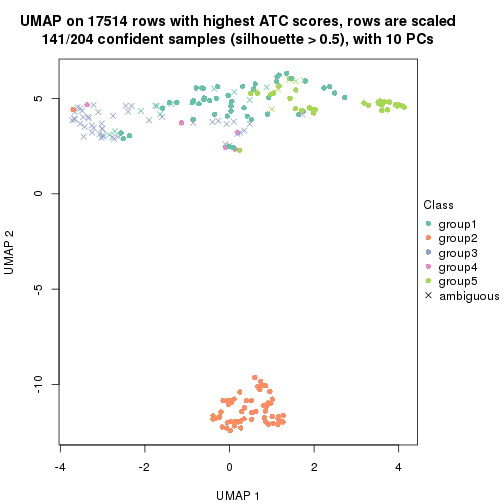 UMAP on 17514 rows with highest ATC scores, rows are scaled
141/204 confident samples (silhouette > 0.5), with 10 PCs
5
0
-5
-10
UMAP 2
-4
-2
0
2
4
UMAP 1
Class
group1
group2
group3
group4
group5
ambiguous